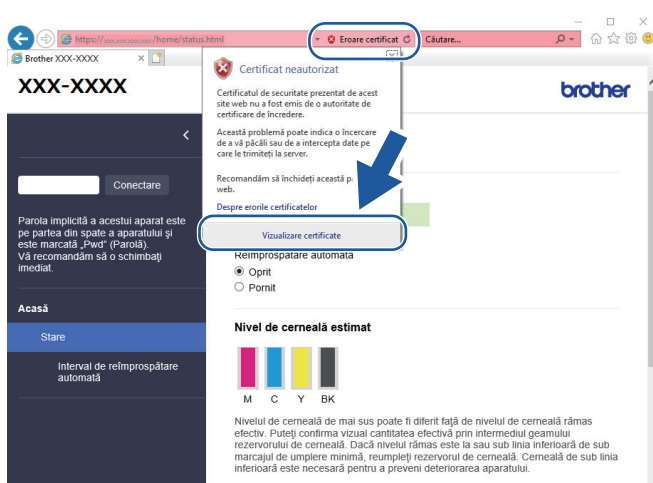 https://xxx.xxx.xxx.xxx/home/status.html
Eroare certificat
Căutare...
Brother XXX-XXXX
XXX-XXXX
brother
Certificat neautorizat
Certificatul de securitate prezentat de acest
site web nu a fost emis de o autoritate de
certificare de încredere.
Această problemă poate indica o încercare
de a vă păcăli sau de a intercepta date pe
care le trimiteți la server.
Recomandăm să închideți această
web.
Despre erorile certificatelor
Vizualizare certificate
Conectare
Parola implicită a acestui aparat este
pe partea din spate a aparatului şi
este marcată „Pwd” (Parolă).
Vă recomandăm să o schimbaţi
imediat.
Acasă
Stare
Interval de reîmprospătare
automată
Reîmprospătare automată
Oprit
Pornit
Nivel de cerneală estimat
M C Y BK
Nivelul de cerneală de mai sus poate fi diferit faţă de nivelul de cerneală rămas
efectiv. Puteţi confirma vizual cantitatea efectivă prin intermediul geamului
rezervorului de cerneală. Dacă nivelul rămas este la sau sub linia inferioară de sub
marcajul de umplere minimă, reumpleţi rezervorul de cerneală. Cerneală de sub linia
inferioară este necesară pentru a preveni deteriorarea aparatului.